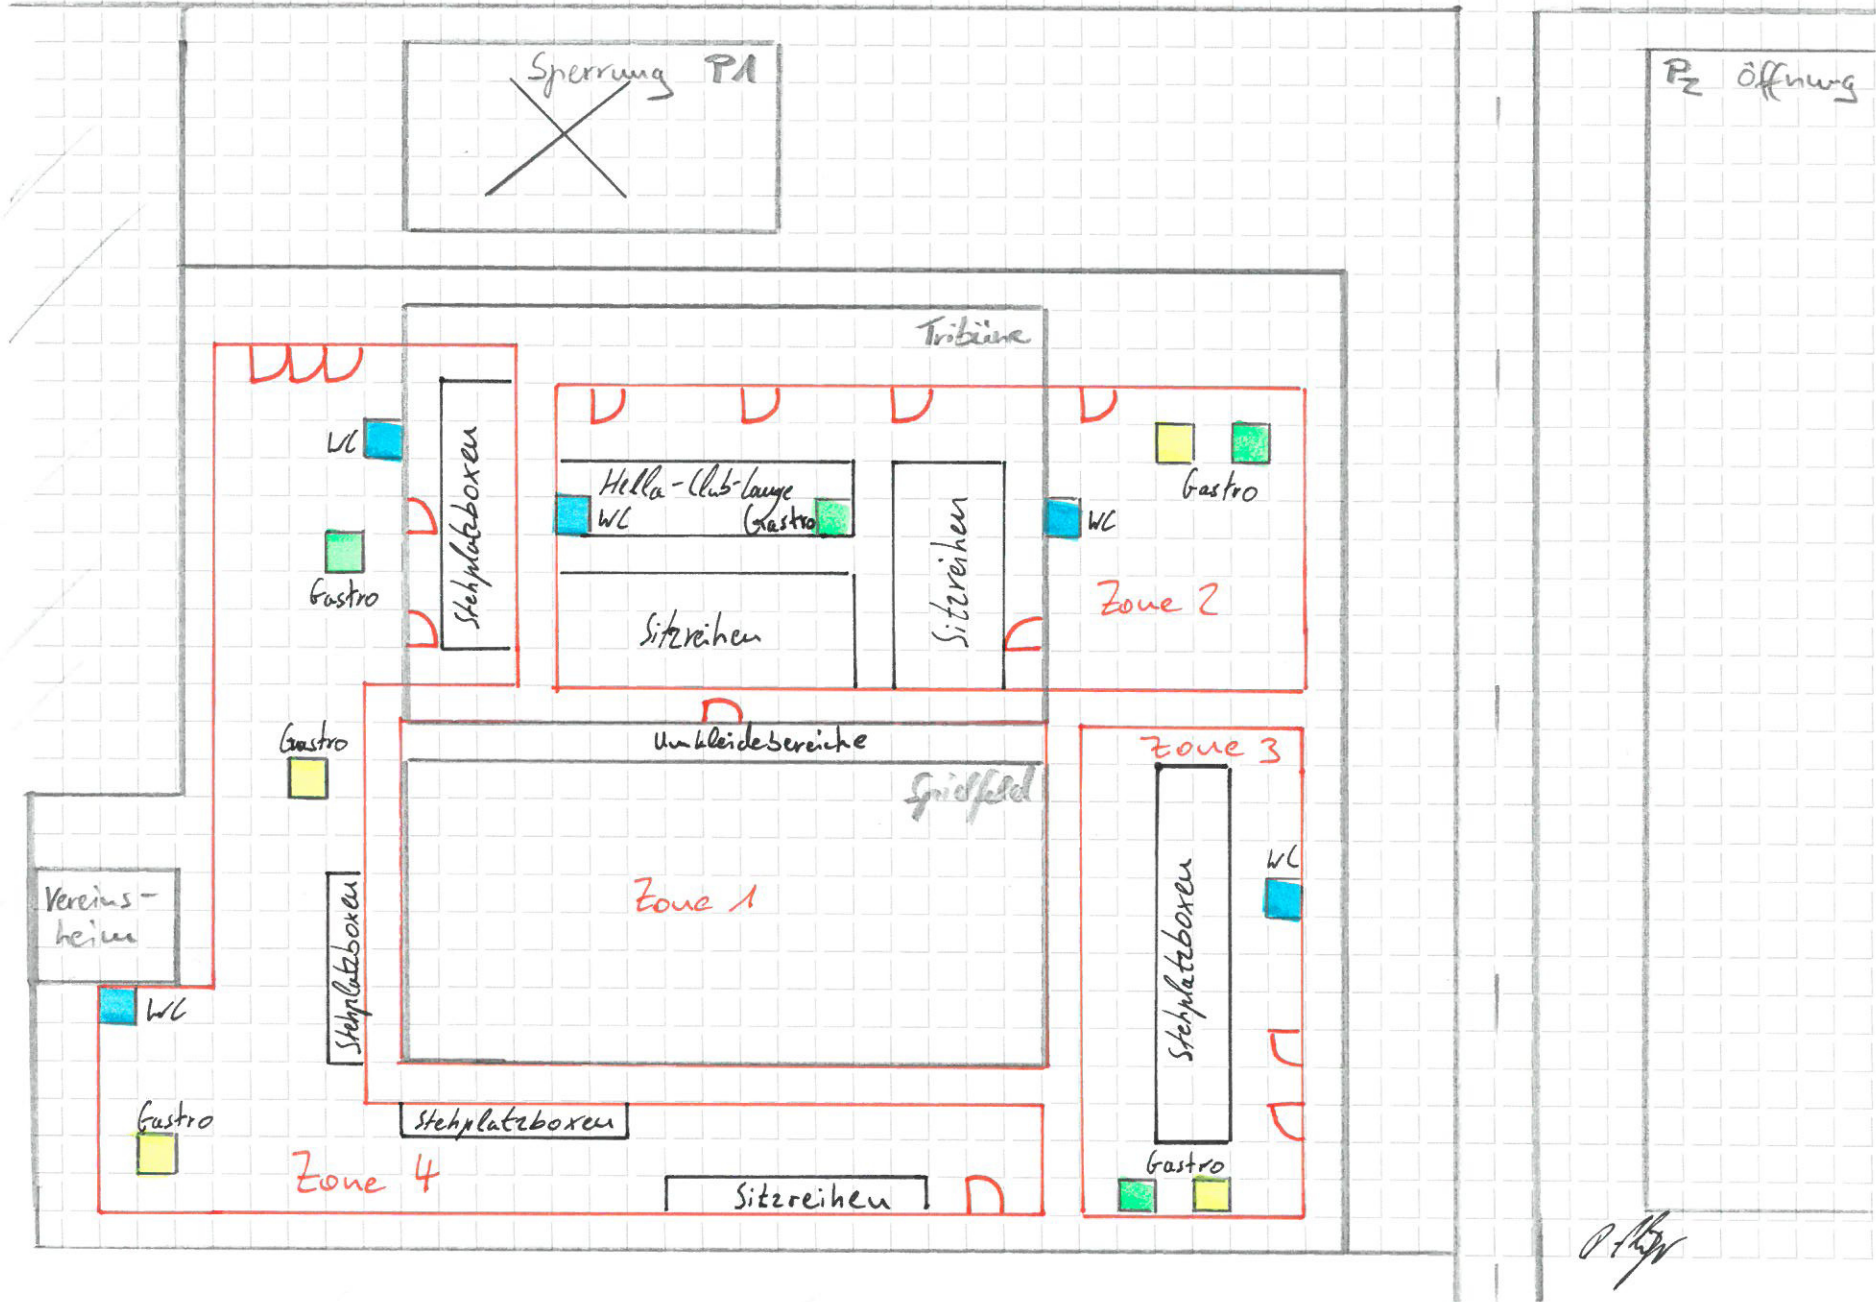 Sperrung P1
P2 Öffnung
Tribüne
WC
Stehplatzboxen
Hella-Club-Lounge
WC
Gastro
Sitzreihen
Sitzreihen
WC
Gastro
Zone 2
Gastro
Gastro
Umkleidebereiche
Spielfeld
Zone 1
Zone 3
Stehplatzboxen
WC
Gastro
Vereins-
heim
WC
Stehplatzboxen
Gastro
Zone 4
Stehplatzboxen
Sitzreihen